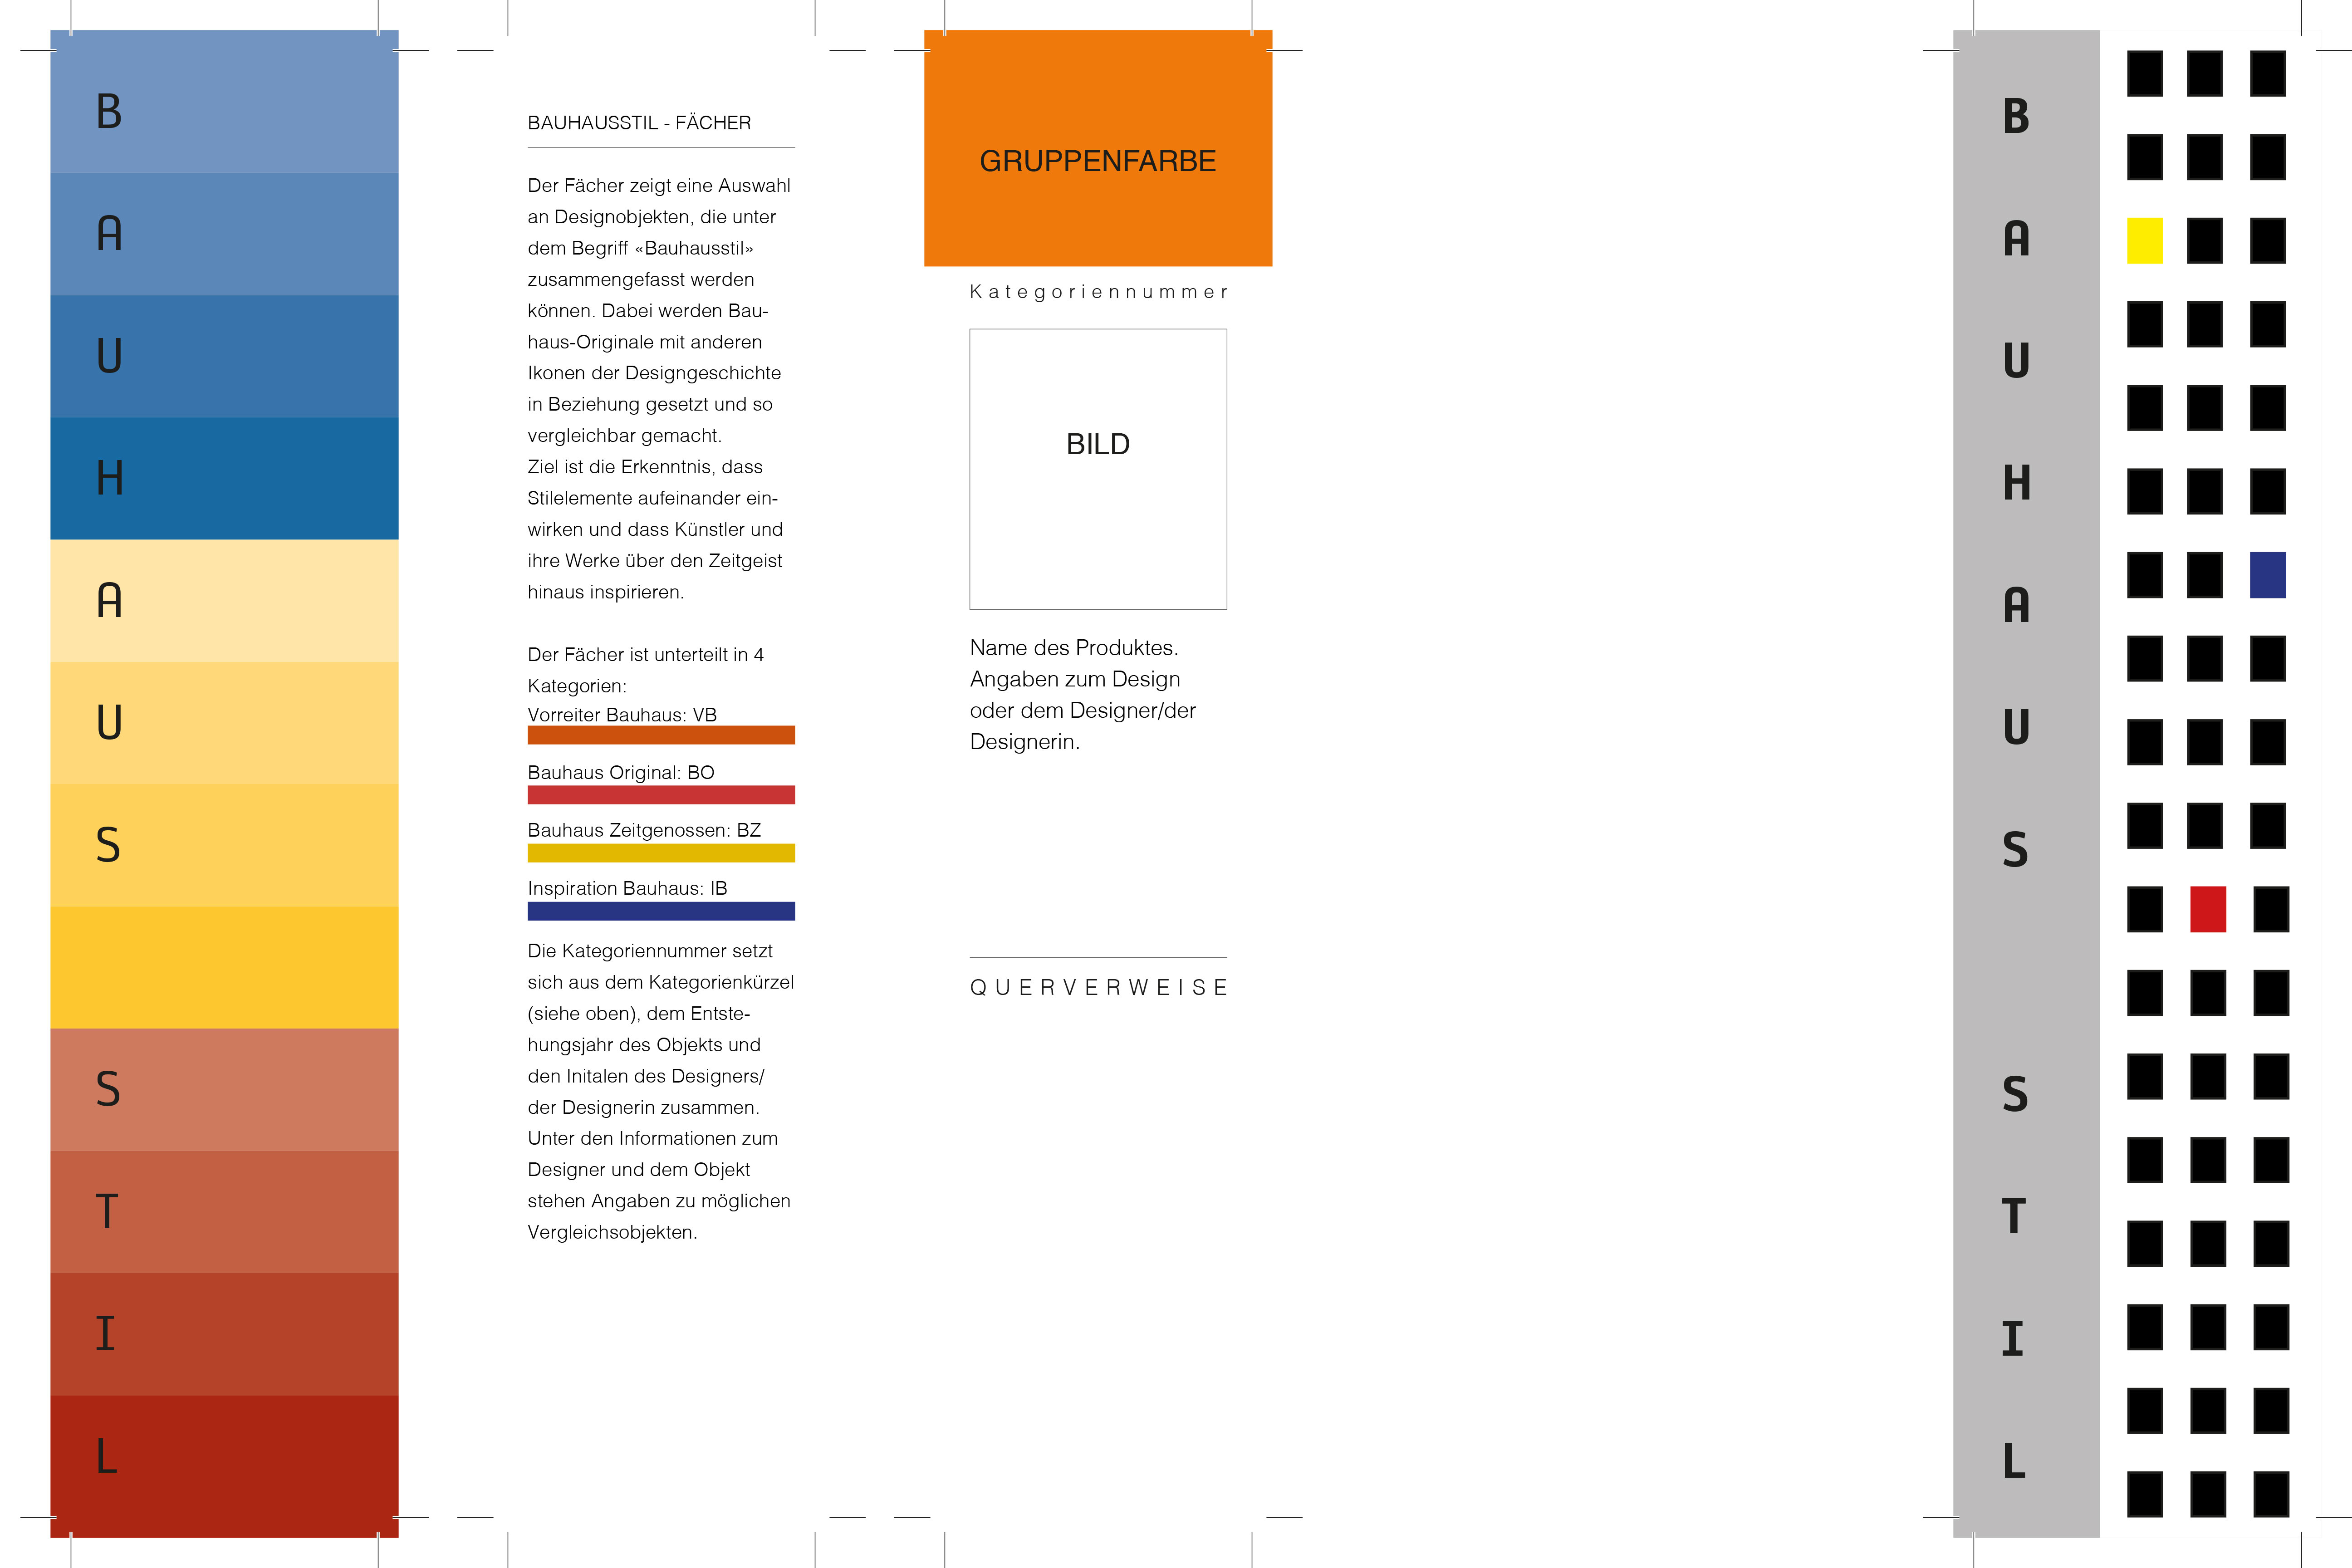 B
A
U
H
A
U
S
S
T
I
L
BAUHAUSSTIL - FÄCHER
Der Fächer zeigt eine Auswahl
an Designobjekten, die unter
dem Begriff «Bauhausstil»
zusammengefasst werden
können. Dabei werden Bau-
haus-Originale mit anderen
Ikonen der Designgeschichte
in Beziehung gesetzt und so
vergleichbar gemacht.
Ziel ist die Erkenntnis, dass
Stilelemente aufeinander ein-
wirken und dass Künstler und
ihre Werke über den Zeitgeist
hinaus inspirieren.
Der Fächer ist unterteilt in 4
Kategorien:
Vorreiter Bauhaus: VB
Bauhaus Original: BO
Bauhaus Zeitgenossen: BZ
Inspiration Bauhaus: IB
Die Kategoriennummer setzt
sich aus dem Kategorienkürzel
(siehe oben), dem Entste-
hungsjahr des Objekts und
den Initalen des Designers/
der Designerin zusammen.
Unter den Informationen zum
Designer und dem Objekt
stehen Angaben zu möglichen
Vergleichsobjekten.
GRUPPENFARBE
Kategoriennummer
BILD
Name des Produktes.
Angaben zum Design
oder dem Designer/der
Designerin.
QUERVERWEISE
B
A
U
H
A
U
S
S
T
I
L